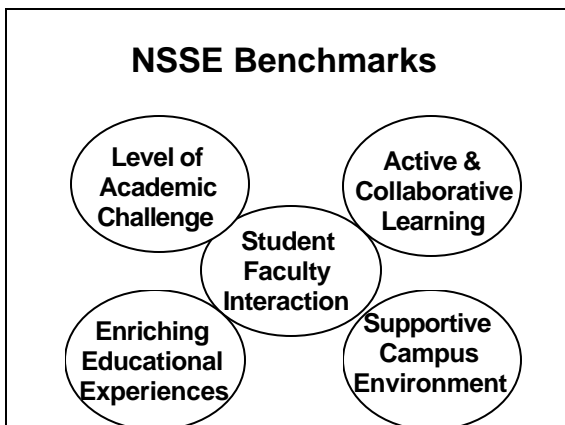 NSSE Benchmarks
Level of
Academic
Challenge
Active &
Collaborative
Learning
Student
Faculty
Interaction
Enriching
Educational
Experiences
Supportive
Campus
Environment